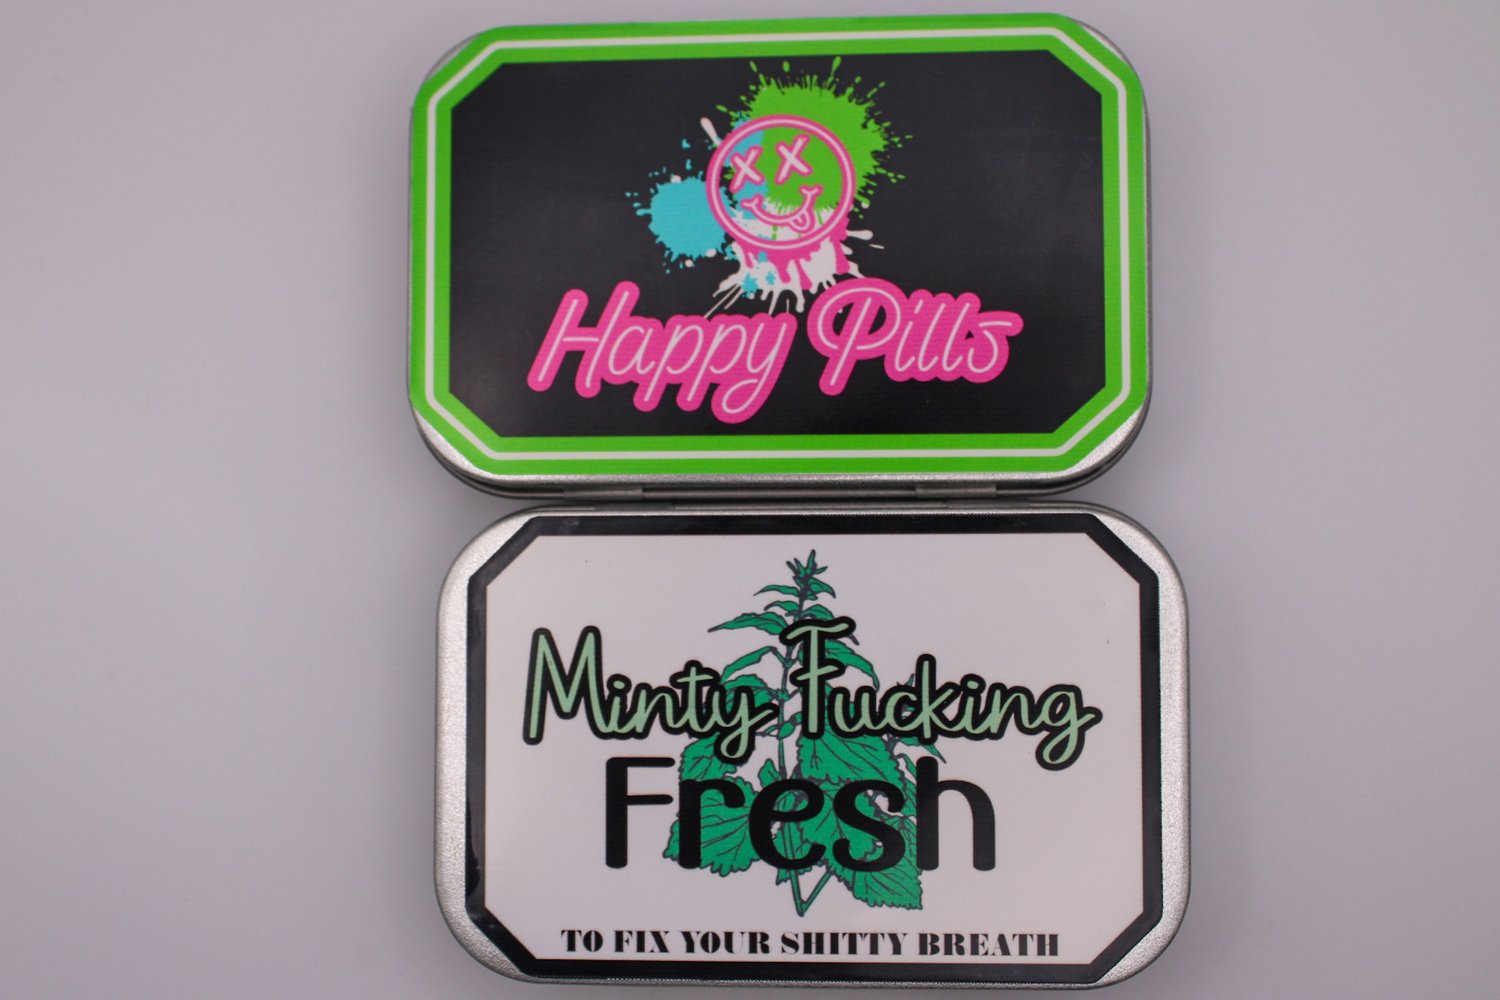 Happy Pills
Minty Fucking
Fresh
TO FIX YOUR SHITTY BREATH